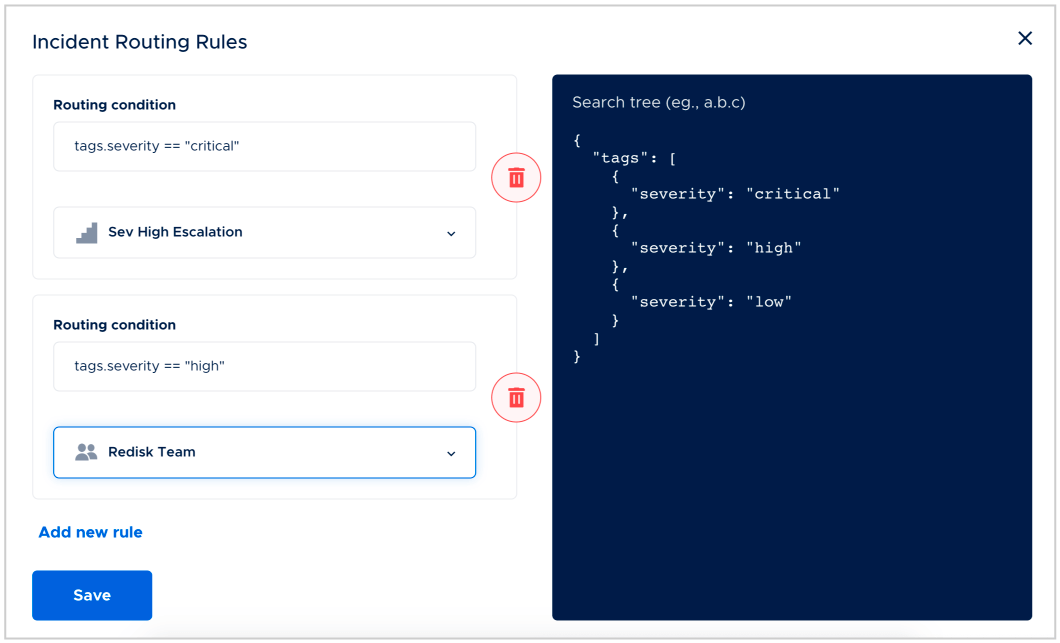 Incident Routing Rules
Routing condition
tags.severity == "critical"
Sev High Escalation
Routing condition
tags.severity == "high"
Redisk Team
Add new rule
Save
Search tree (eg., a.b.c)
{
  "tags": [
    {
      "severity": "critical"
    },
    {
      "severity": "high"
    },
    {
      "severity": "low"
    }
  ]
}